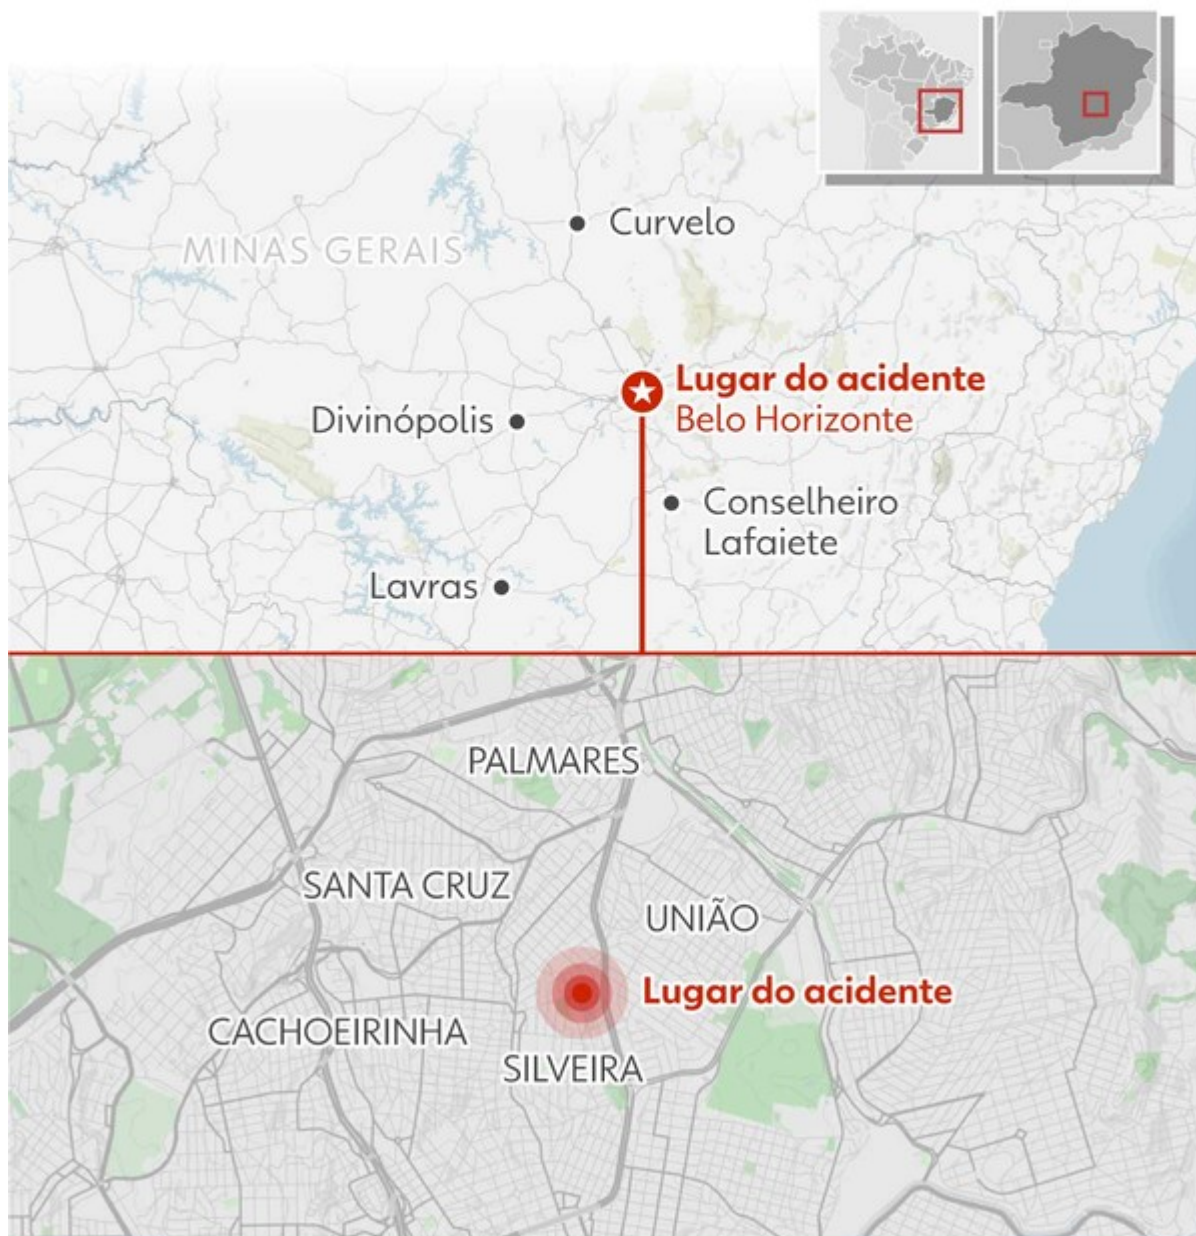 Curvelo
MINAS GERAIS
Lugar do acidente
Belo Horizonte
Divinópolis
Conselheiro
Lafaiete
Lavras
PALMARES
SANTA CRUZ
UNIÃO
Lugar do acidente
CACHOEIRINHA
SILVEIRA